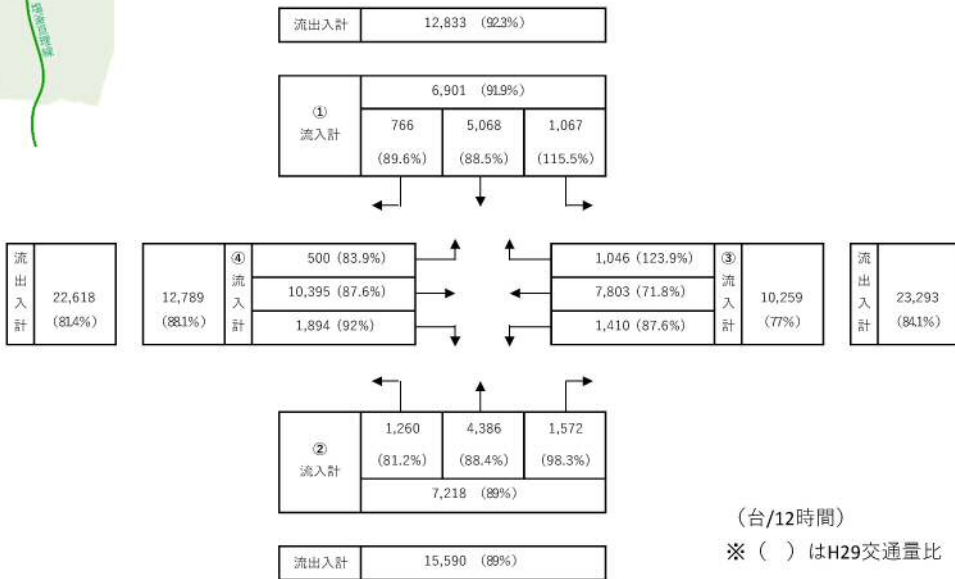 流出入計 12,833 (92.3%)
①
流入計
6,901 (91.9%)
766 5,068 1,067
(89.6%) (88.5%) (115.5%)
流出入計
22,618
(81.4%)
12,789
(88.1%)
④流入計
500 (83.9%)
10,395 (87.6%)
1,894 (92%)
1,046 (123.9%)
7,803 (71.8%)
1,410 (87.6%)
③流入計
10,259
(77%)
流出入計
23,293
(84.1%)
②
流入計
1,260 4,386 1,572
(81.2%) (88.4%) (98.3%)
7,218 (89%)
流出入計 15,590 (89%)
(台/12時間)
※ ( ) はH29交通量比